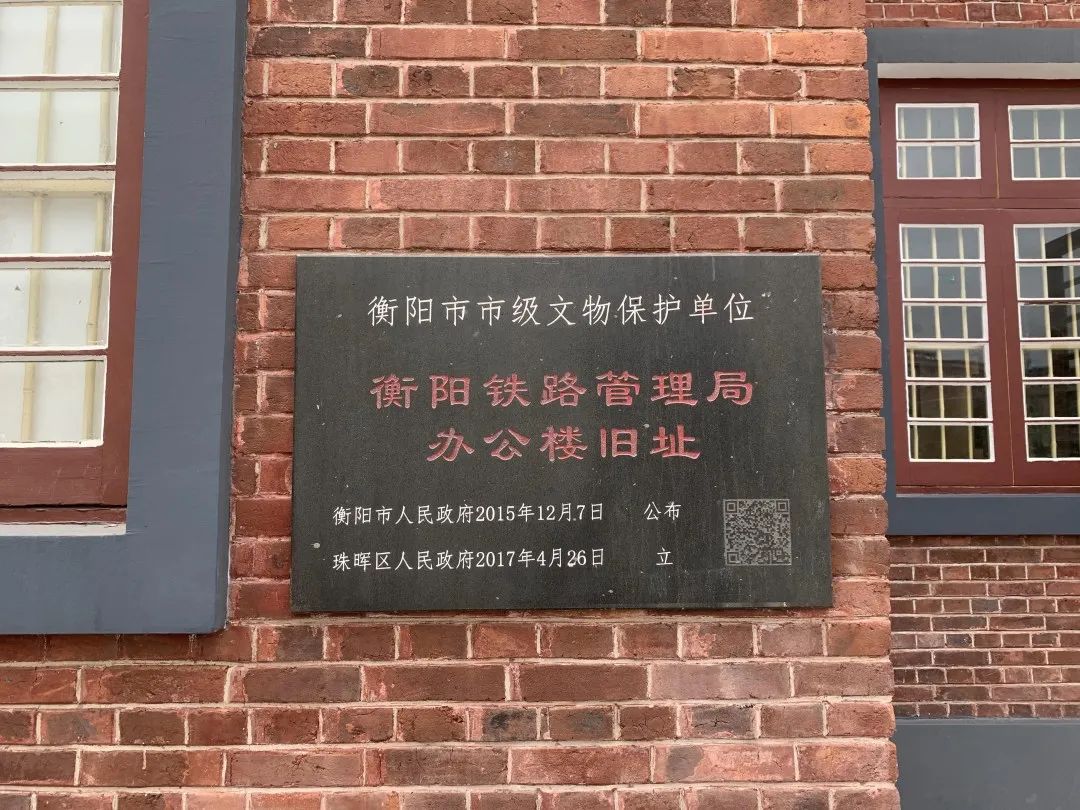 衡阳市市级文物保护单位
衡阳铁路管理局
办公楼旧址
衡阳市人民政府2015年12月7日 公布
珠晖区人民政府2017年4月26日 立